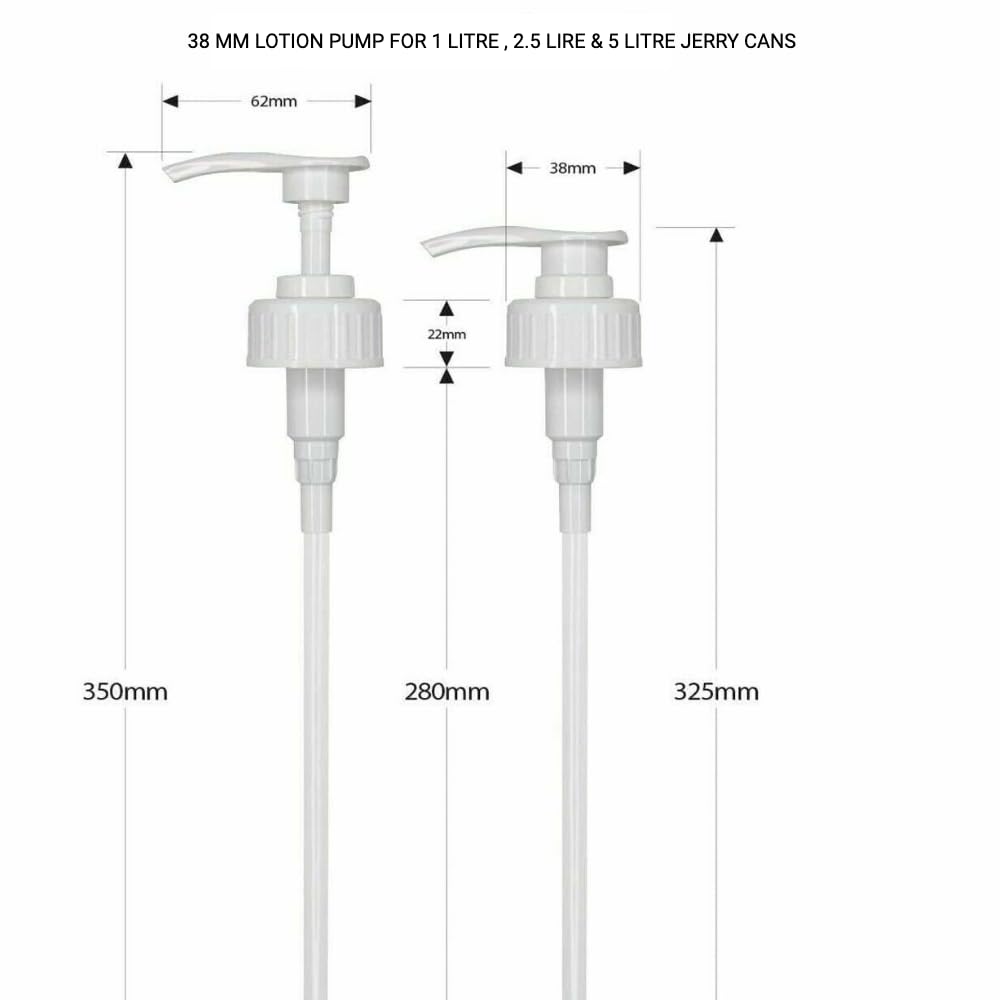 38 MM LOTION PUMP FOR 1 LITRE , 2.5 LIRE & 5 LITRE JERRY CANS
62mm
38mm
22mm
350mm
280mm
325mm